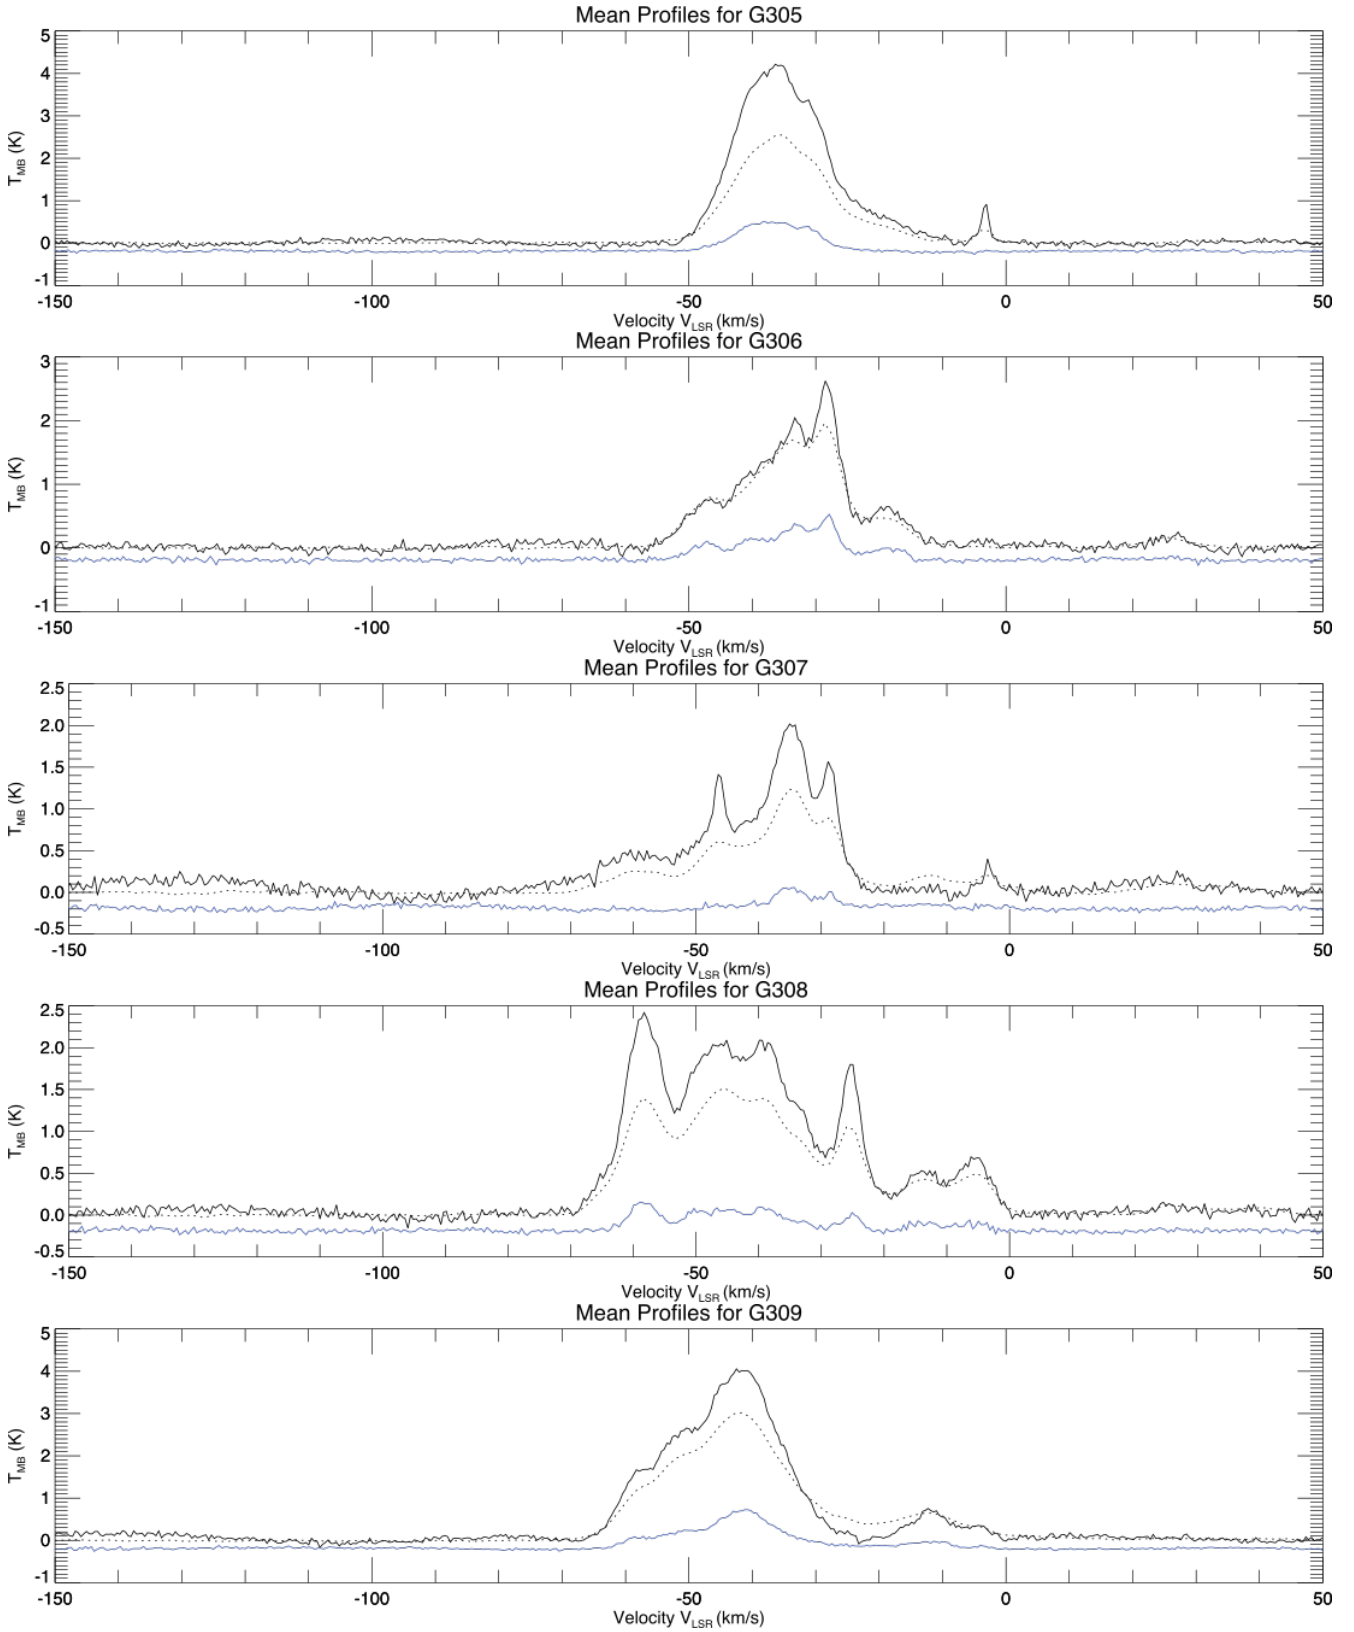 Mean Profiles for G305
5
4
3
2
1
0
-1
T_MB (K)
-150 -100 -50 0 50
Velocity V_LSR (km/s)
Mean Profiles for G306
3
2
1
0
-1
T_MB (K)
-150 -100 -50 0 50
Velocity V_LSR (km/s)
Mean Profiles for G307
2.5
2.0
1.5
1.0
0.5
0.0
-0.5
T_MB (K)
-150 -100 -50 0 50
Velocity V_LSR (km/s)
Mean Profiles for G308
2.5
2.0
1.5
1.0
0.5
0.0
-0.5
T_MB (K)
-150 -100 -50 0 50
Velocity V_LSR (km/s)
Mean Profiles for G309
5
4
3
2
1
0
-1
T_MB (K)
-150 -100 -50 0 50
Velocity V_LSR (km/s)